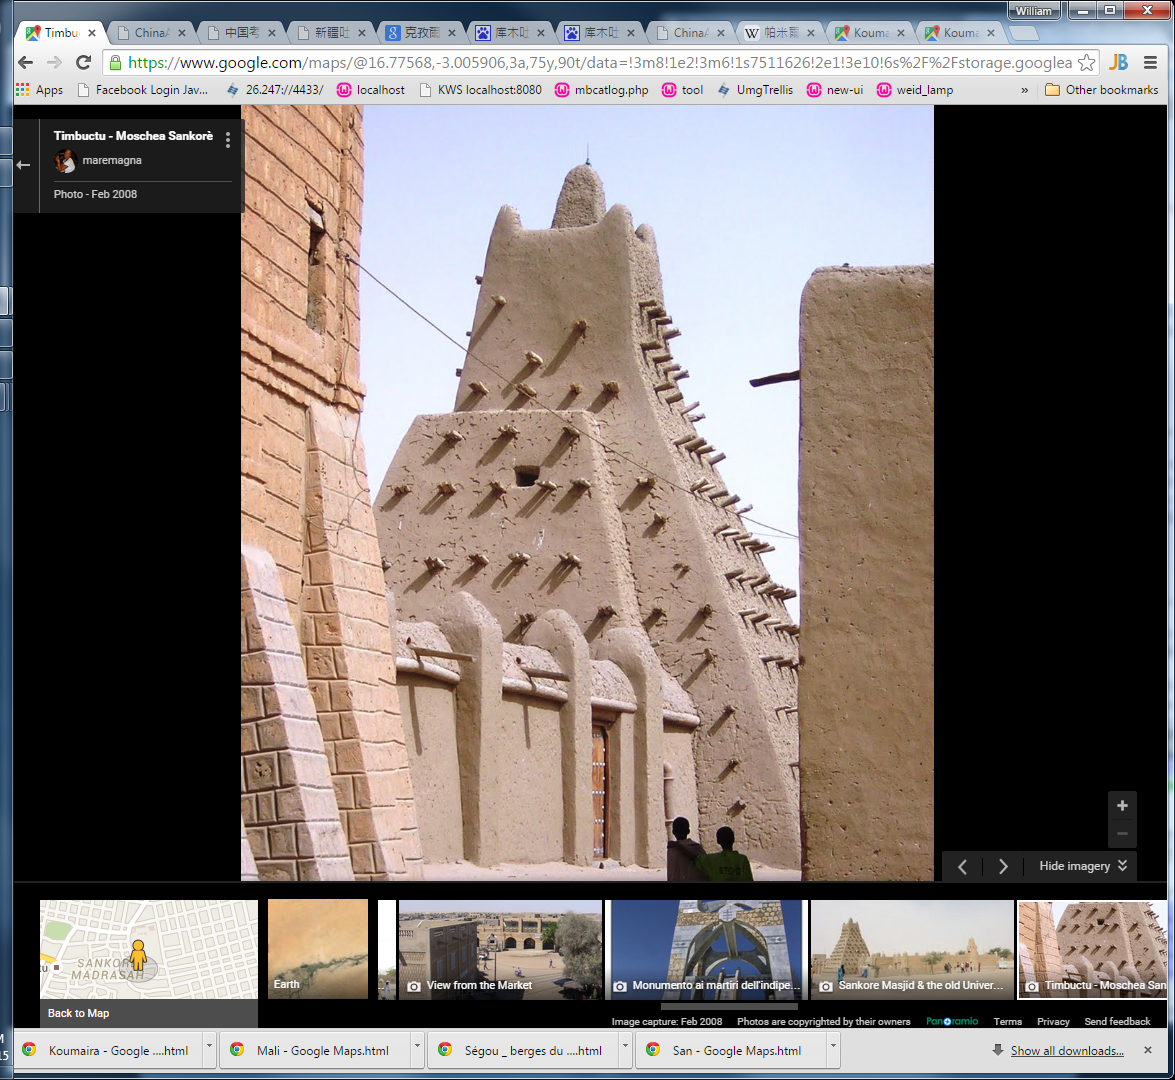 William
Timbu
ChinaA
中国考
新疆吐
克孜爾
库木吐
库木吐
ChinaA
帕米爾
Kouma
Kouma
https://www.google.com/maps/@16.77568,-3.005906,3a,75y,90t/data=!3m8!1e2!3m6!1s7511626!2e1!3e10!6s%2F%2Fstorage.googlea
JB
Apps
Facebook Login Jav...
26.247://4433/
localhost
KWS localhost:8080
mbcatlog.php
tool
UmgTrellis
new-ui
weid_lamp
»
Other bookmarks
Timbuctu - Moschea Sankorè
maremagna
Photo - Feb 2008
Hide imagery
SANKOR
MADRASAH
Back to Map
Earth
View from the Market
Monumento ai martiri dell'indipe...
Sankore Masjid & the old Univer...
Timbuctu - Moschea San
Image capture: Feb 2008
Photos are copyrighted by their owners
Panoramio
Terms
Privacy
Send feedback
Koumaira - Google ....html
Mali - Google Maps.html
Ségou _ berges du ....html
San - Google Maps.html
Show all downloads...